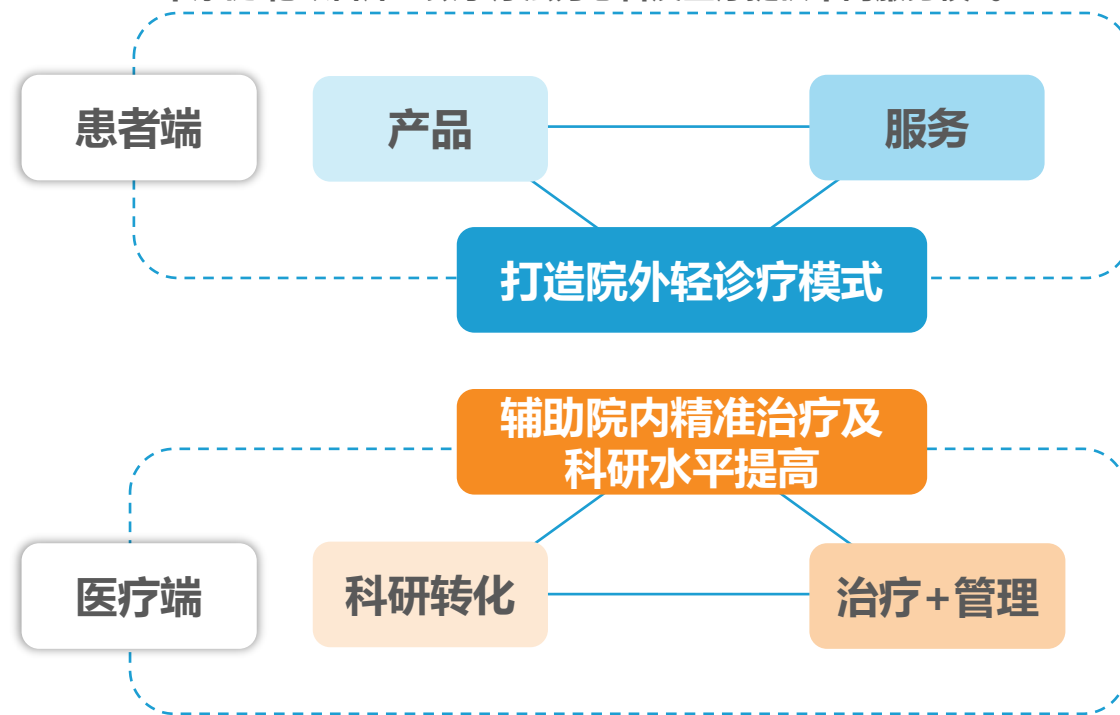 患者端
产品
服务
打造院外轻诊疗模式
辅助院内精准治疗及
科研水平提高
医疗端
科研转化
治疗+管理